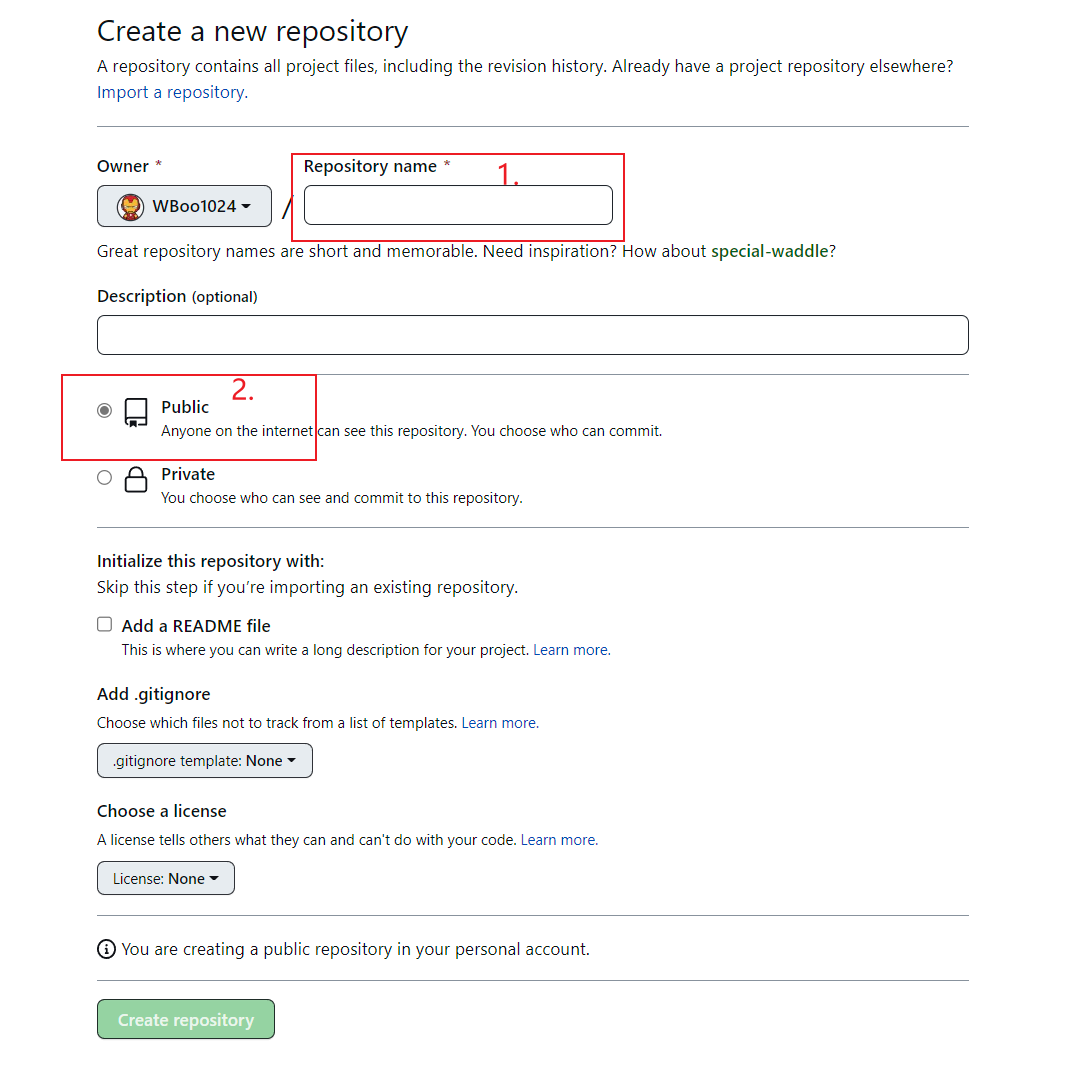 Create a new repository
A repository contains all project files, including the revision history. Already have a project repository elsewhere?
Import a repository.
Owner *
Repository name *
1.
WBoo1024
/
Great repository names are short and memorable. Need inspiration? How about special-waddle?
Description (optional)
2.
Public
Anyone on the internet can see this repository. You choose who can commit.
Private
You choose who can see and commit to this repository.
Initialize this repository with:
Skip this step if you’re importing an existing repository.
Add a README file
This is where you can write a long description for your project. Learn more.
Add .gitignore
Choose which files not to track from a list of templates. Learn more.
.gitignore template: None
Choose a license
A license tells others what they can and can't do with your code. Learn more.
License: None
You are creating a public repository in your personal account.
Create repository